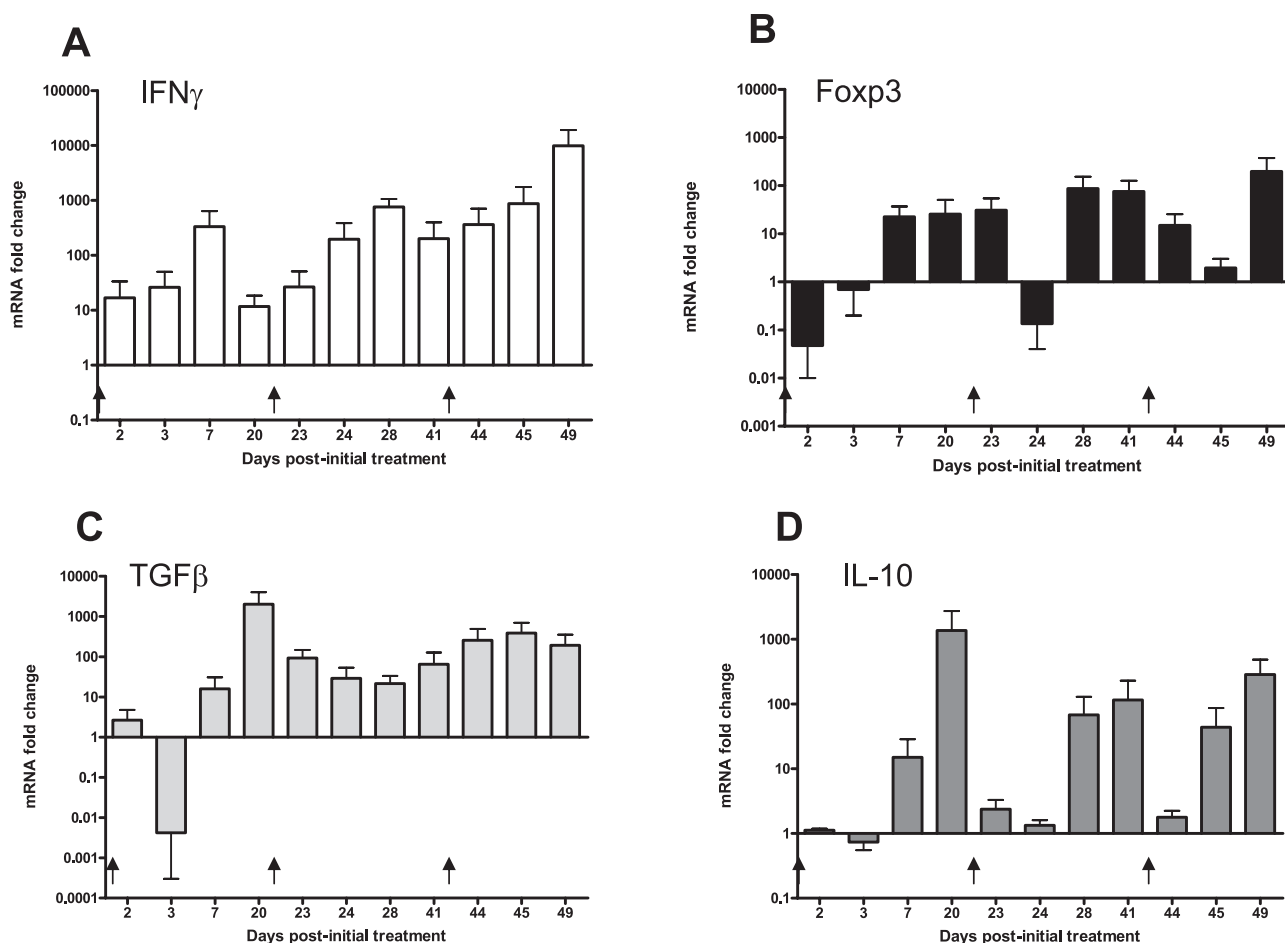 A
IFNγ
mRNA fold change
100000
10000
1000
100
10
1
0.1
2 3 7 20 23 24 28 41 44 45 49
Days post-initial treatment
B
Foxp3
mRNA fold change
10000
1000
100
10
1
0.1
0.01
0.001
2 3 7 20 23 24 28 41 44 45 49
Days post-initial treatment
C
TGFβ
mRNA fold change
10000
1000
100
10
1
0.1
0.01
0.001
0.0001
2 3 7 20 23 24 28 41 44 45 49
Days post-initial treatment
D
IL-10
mRNA fold change
10000
1000
100
10
1
0.1
2 3 7 20 23 24 28 41 44 45 49
Days post-initial treatment